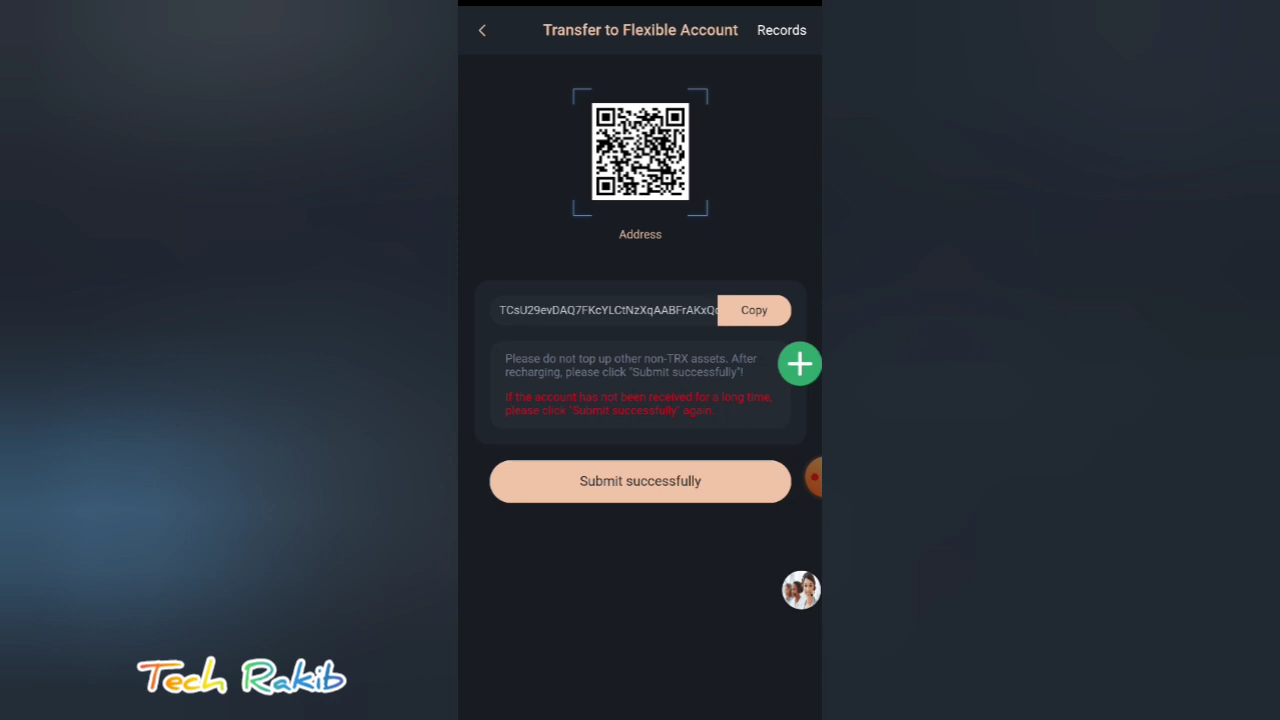 Transfer to Flexible Account
Records
Address
Copy
Please do not top up other non-TRX assets. After
recharging, please click "Submit successfully"!
If the account has not been received for a long time,
please click "Submit successfully" again.
Submit successfully
Tech Rakib